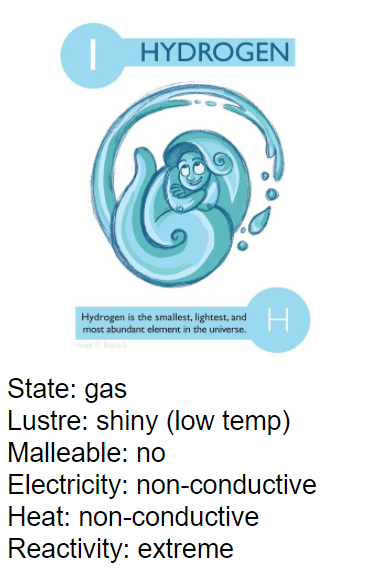 1
HYDROGEN
Hydrogen is the smallest, lightest, and
most abundant element in the universe.
H
State: gas
Lustre: shiny (low temp)
Malleable: no
Electricity: non-conductive
Heat: non-conductive
Reactivity: extreme